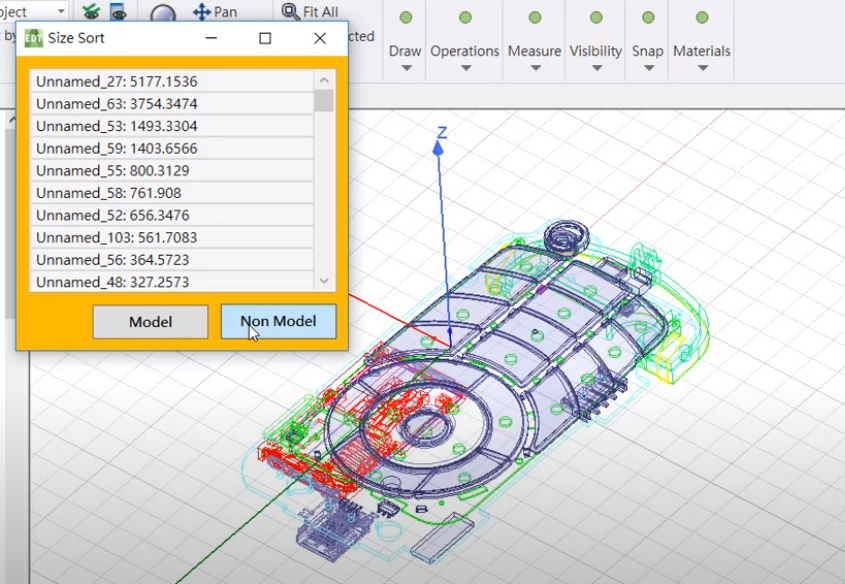 ject
Pan
Fit All
by
cted
Draw
Operations
Measure
Visibility
Snap
Materials
EDT Size Sort
Unnamed_27: 5177.1536
Unnamed_63: 3754.3474
Unnamed_53: 1493.3304
Unnamed_59: 1403.6566
Unnamed_55: 800.3129
Unnamed_58: 761.908
Unnamed_52: 656.3476
Unnamed_103: 561.7083
Unnamed_56: 364.5723
Unnamed_48: 327.2573
Model
Non Model
Z